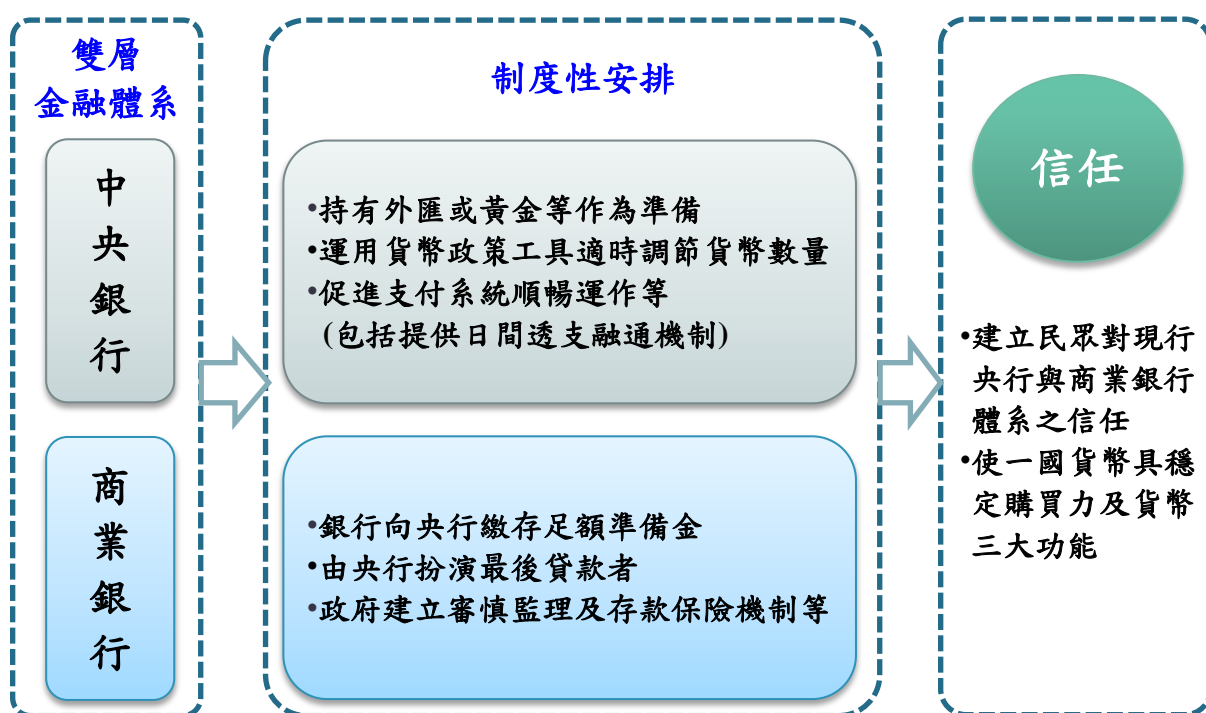 雙層
金融體系
中
央
銀
行
商
業
銀
行
制度性安排
•持有外匯或黃金等作為準備
•運用貨幣政策工具適時調節貨幣數量
•促進支付系統順暢運作等
(包括提供日間透支融通機制)
•銀行向央行繳存足額準備金
•由央行扮演最後貸款者
•政府建立審慎監理及存款保險機制等
信任
•建立民眾對現行
央行與商業銀行
體系之信任
•使一國貨幣具穩
定購買力及貨幣
三大功能